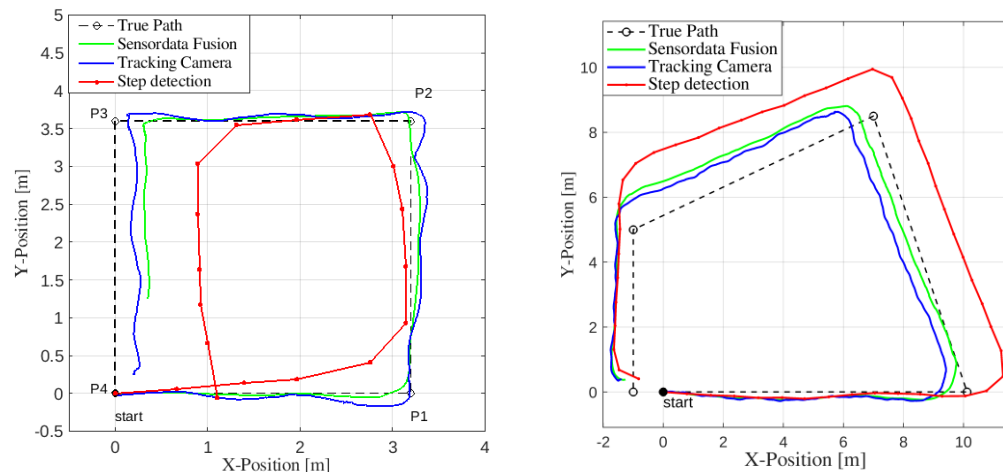 5
4.5
4
3.5
3
2.5
2
1.5
1
0.5
0
-0.5
Y-Position [m]
True Path
Sensordata Fusion
Tracking Camera
Step detection
P3
P2
P4
P1
start
0
1
2
3
4
X-Position [m]
10
8
6
4
2
0
-2
Y-Position [m]
True Path
Sensordata Fusion
Tracking Camera
Step detection
start
-2
0
2
4
6
8
10
X-Position [m]